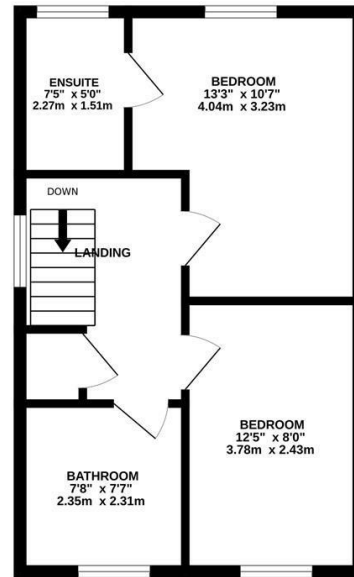 ENSUITE
7'5" x 5'0"
2.27m x 1.51m
BEDROOM
13'3" x 10'7"
4.04m x 3.23m
DOWN
LANDING
BEDROOM
12'5" x 8'0"
3.78m x 2.43m
BATHROOM
7'8" x 7'7"
2.35m x 2.31m